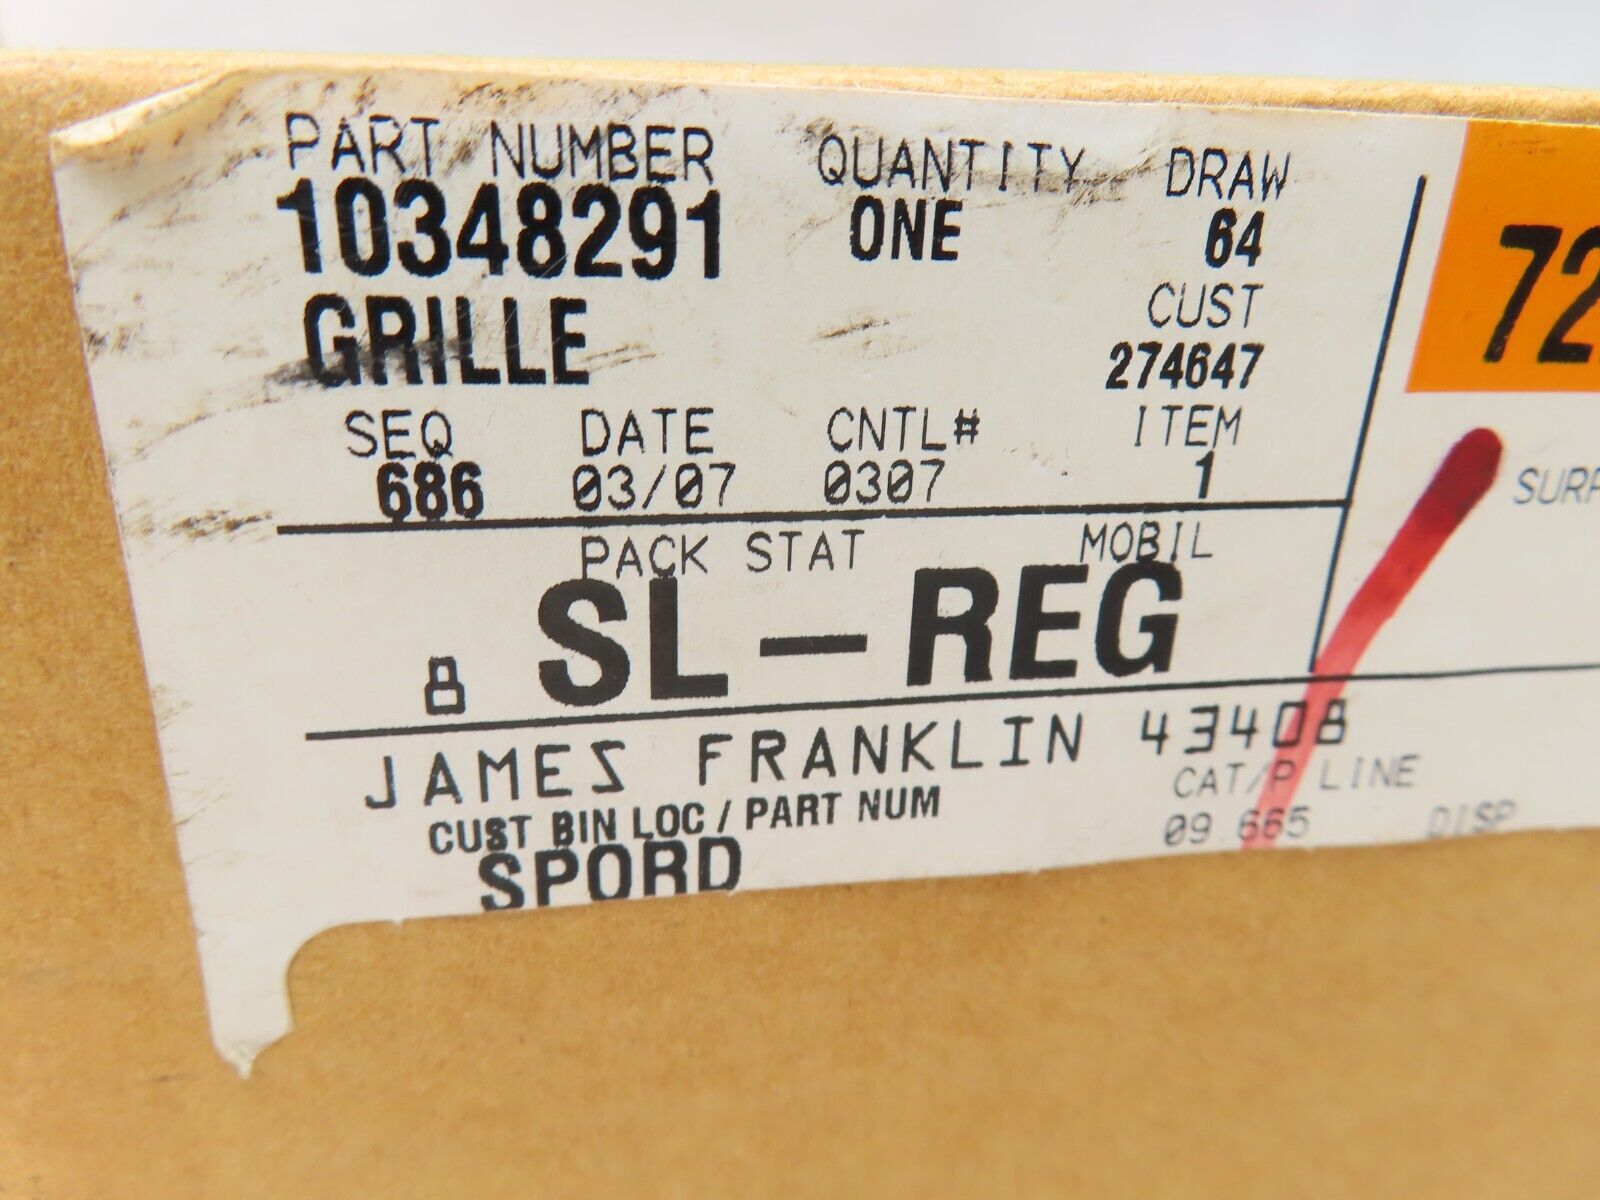 PART NUMBER QUANTITY DRAW
10348291 ONE 64
GRILLE CUST
274647
SEQ DATE CNTL# ITEM
686 03/07 0307 1
PACK STAT MOBIL
8 SL-REG
JAMES FRANKLIN 43408
CUST BIN LOC / PART NUM CAT/P LINE
SPORD 09 665 DISP
72